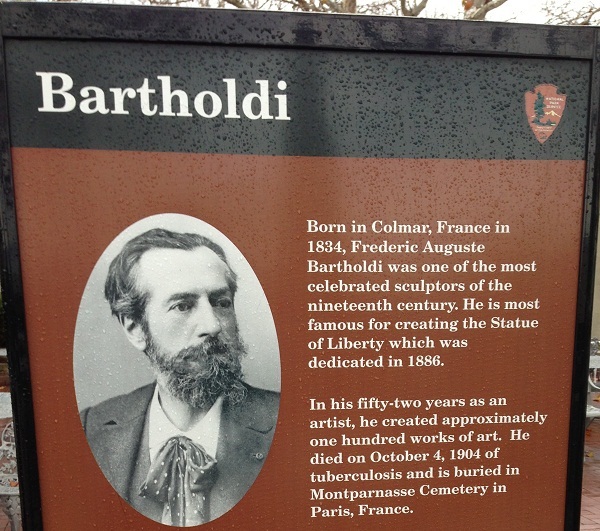 Bartholdi
NATIONAL
PARK
SERVICE
Born in Colmar, France in
1834, Frederic Auguste
Bartholdi was one of the most
celebrated sculptors of the
nineteenth century. He is most
famous for creating the Statue
of Liberty which was
dedicated in 1886.
In his fifty-two years as an
artist, he created approximately
one hundred works of art.  He
died on October 4, 1904 of
tuberculosis and is buried in
Montparnasse Cemetery in
Paris, France.